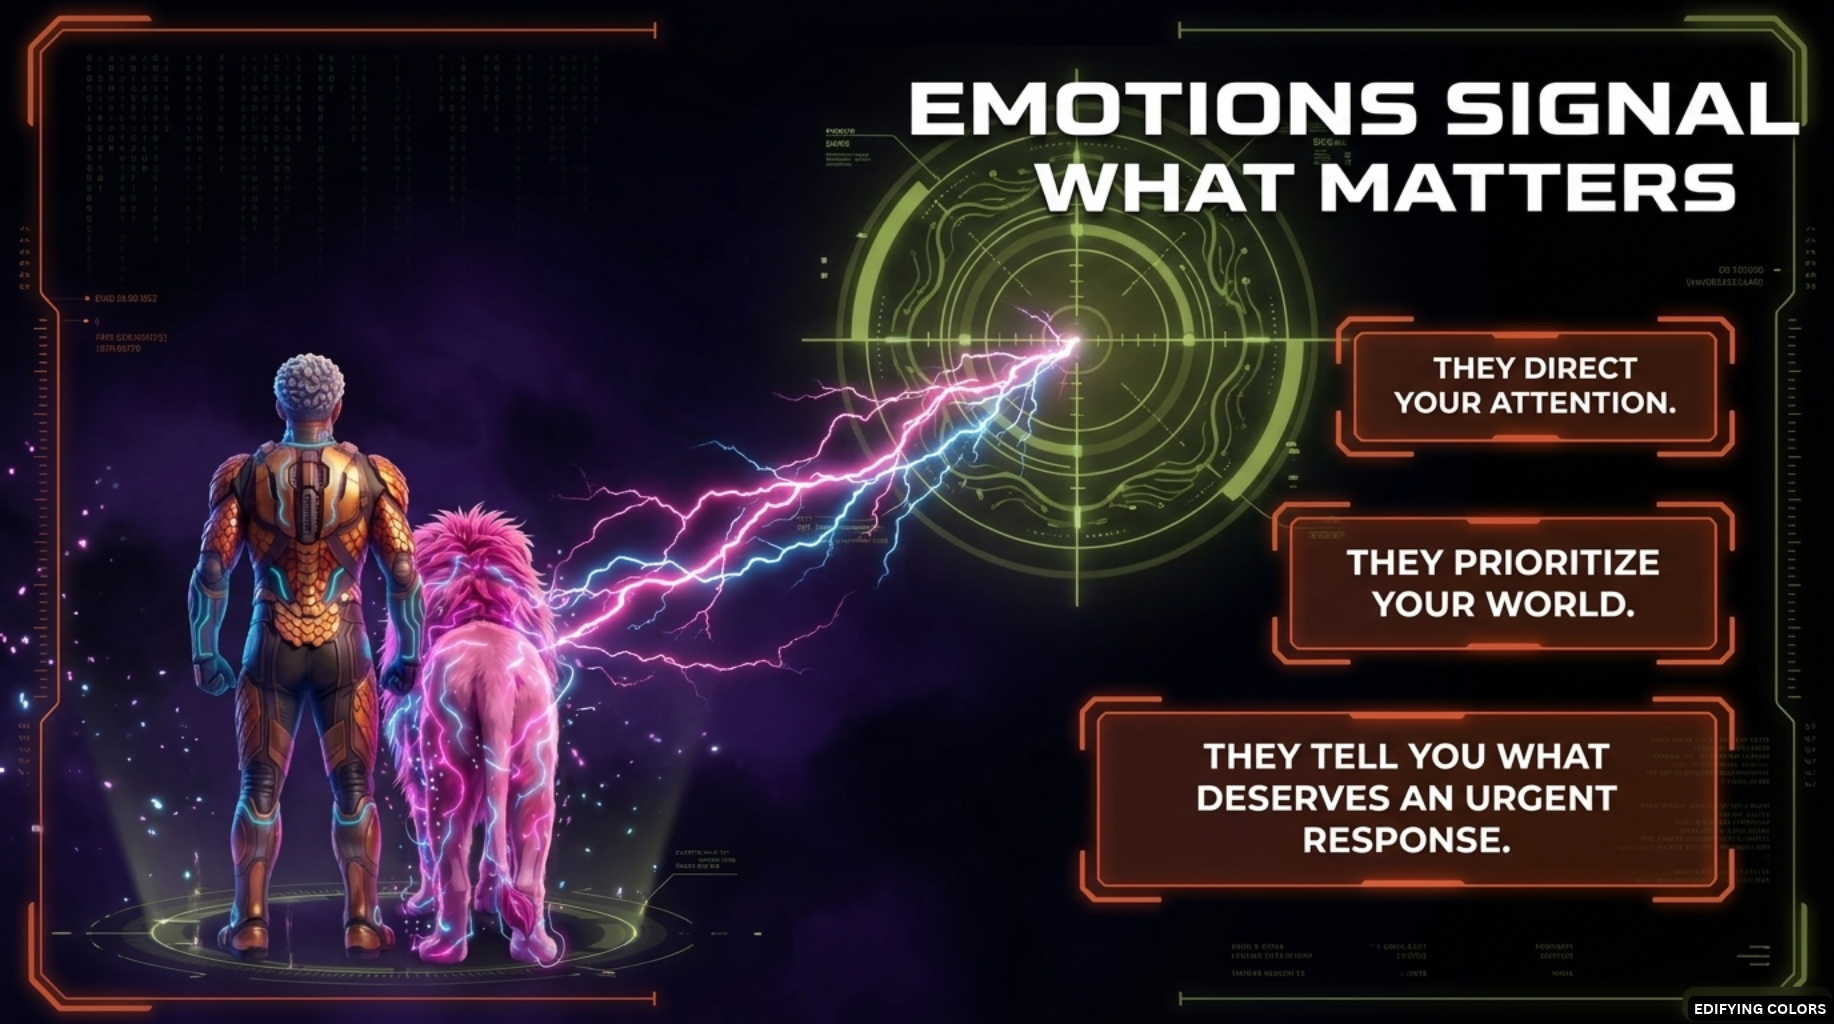 EMOTIONS SIGNAL
WHAT MATTERS
THEY DIRECT
YOUR ATTENTION.
THEY PRIORITIZE
YOUR WORLD.
THEY TELL YOU WHAT
DESERVES AN URGENT
RESPONSE.
EDIFYING COLORS